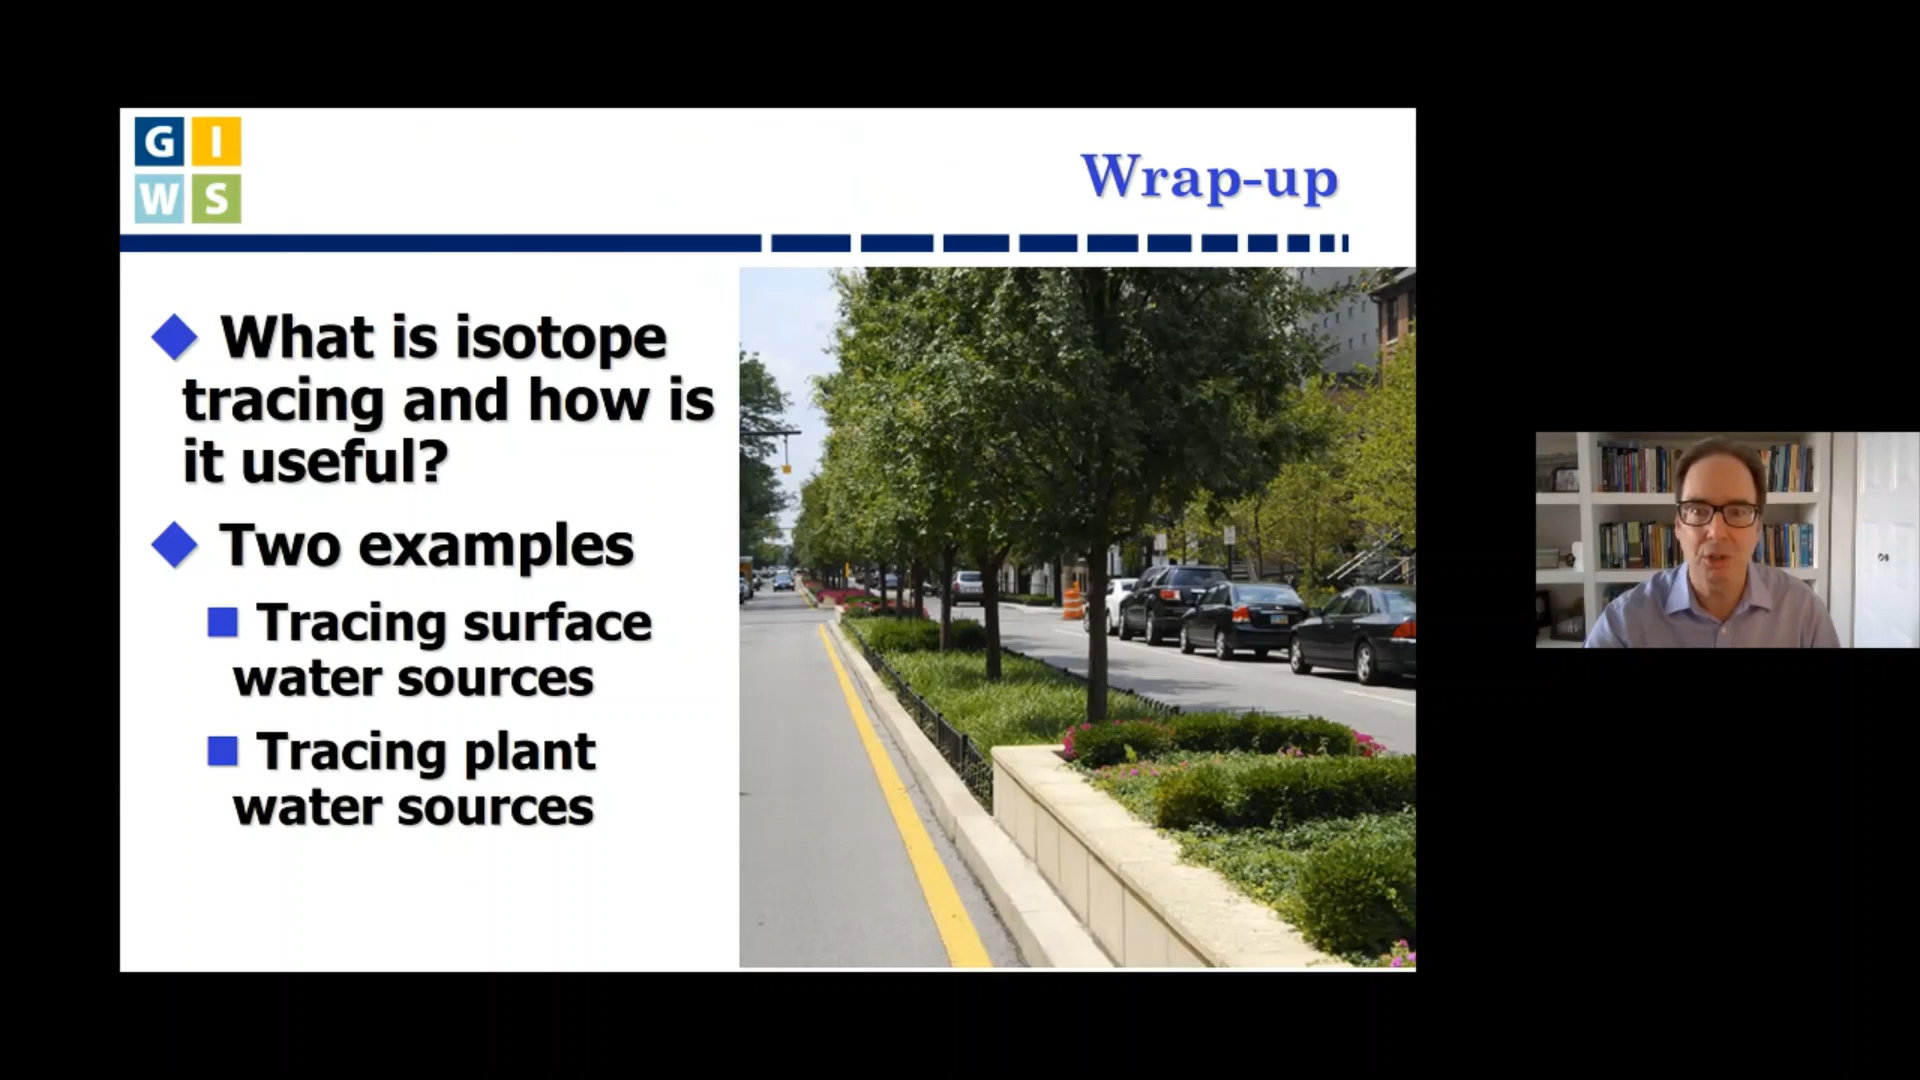 G I
W S
Wrap-up
What is isotope
tracing and how is
it useful?
Two examples
Tracing surface
water sources
Tracing plant
water sources